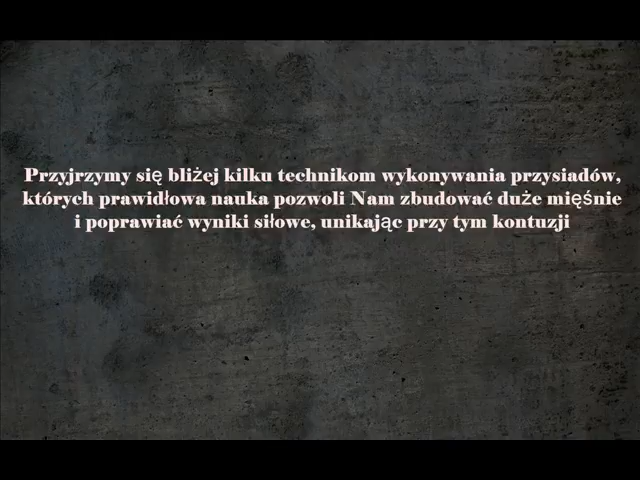 Przyjrzymy się bliżej kilku technikom wykonywania przysiadów,
których prawidłowa nauka pozwoli Nam zbudować duże mięśnie
i poprawiać wyniki siłowe, unikając przy tym kontuzji